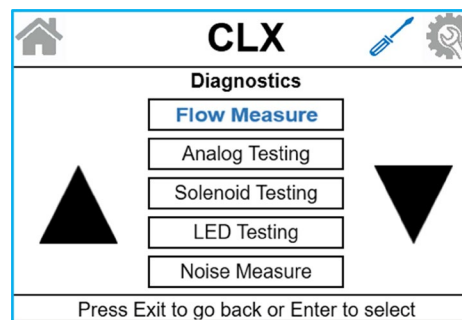 CLX
Diagnostics
Flow Measure
Analog Testing
Solenoid Testing
LED Testing
Noise Measure
Press Exit to go back or Enter to select